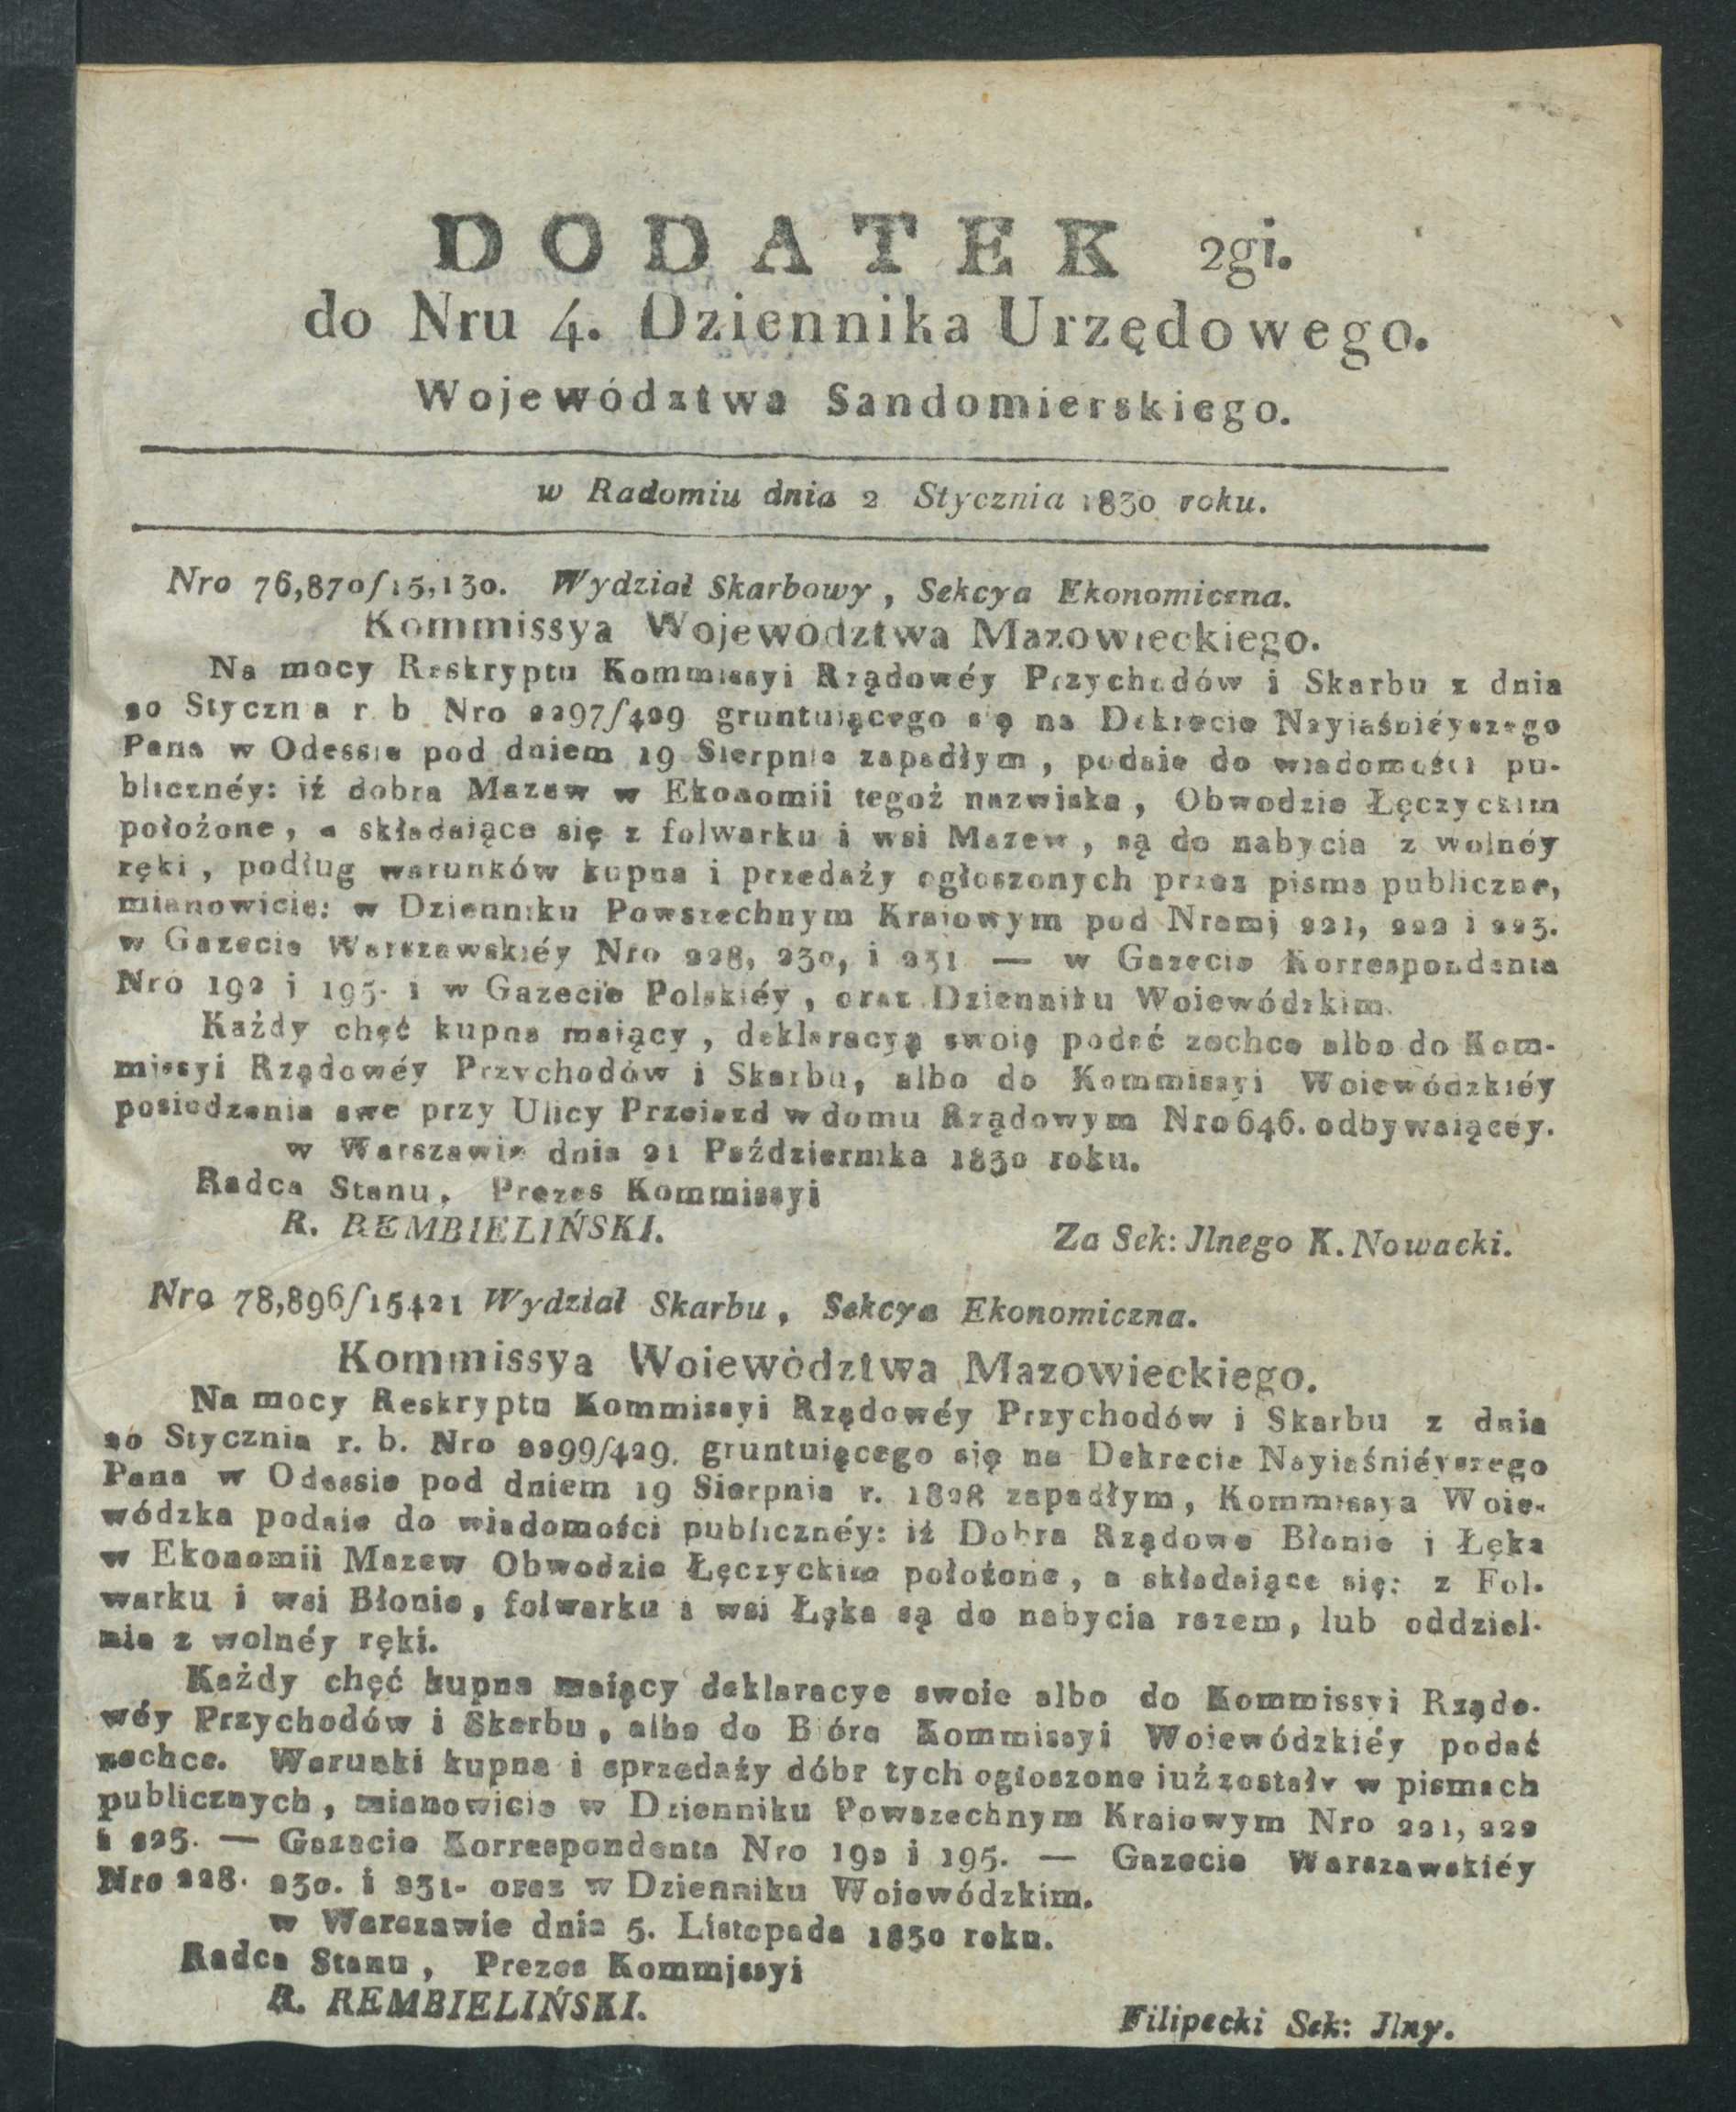 DODATEK 2gi.
do Nru 4. Dziennika Urzędowego.
Województwa Sandomierskiego.
w Radomiu dnia 2 Stycznia 1830 roku.
Nro 76,870/15,130. Wydział Skarbowy, Sekcya Ekonomiczna.
Kommissya Województwa Mazowieckiego.
Na mocy Reskryptu Kommissyi Rządowéy Przychodów i Skarbu z dnia
20 Stycznia r. b. Nro 2297/429 gruntuiącego się na Dekrecie Nayiaśniéyszego
Pana w Odessie pod dniem 19 Sierpnia zapadłym, podaie do wiadomości pu-
blicznéy: iż dobra Mazew w Ekonomii tegoż nazwiska, Obwodzie Łęczyckim
położone, a składaiące się z folwarku i wsi Mazew, są do nabycia z wolnéy
ręki, podług warunków kupna i przedaży ogłoszonych przez pisma publiczne,
mianowicie: w Dzienniku Powszechnym Kraiowym pod Nrami 221, 222 i 223.
w Gazecie Warszawskiéy Nro 228, 230, i 231 — w Gazecie Korrespondenta
Nro 192 i 195. i w Gazecie Polskiéy, oraz Dzienniku Woiewódzkim.
Każdy chęć kupna maiący, deklaracyą swoię podać zechce albo do Kom-
missyi Rządowéy Przychodów i Skarbu, albo do Kommissyi Woiewódzkiéy
posiedzenia swe przy Ulicy Przeiazd w domu Rządowym Nro 646. odbywaiącéy.
w Warszawie dnia 21 Października 1830 roku.
Radca Stanu, Prezes Kommissyi
R. REMBIELIŃSKI.
Za Sek: Jlnego K. Nowacki.
Nro 78,896/15421 Wydział Skarbu, Sekcya Ekonomiczna.
Kommissya Woiewództwa Mazowieckiego.
Na mocy Reskryptu Kommissyi Rządowéy Przychodów i Skarbu z dnia
20 Stycznia r. b. Nro 2299/429. gruntuiącego się na Dekrecie Nayiaśniéyszego
Pana w Odessie pod dniem 19 Sierpnia r. 1828 zapadłym, Kommissya Woie-
wódzka podaie do wiadomości publicznéy: iż Dobra Rządowe Błonie i Łęka
w Ekonomii Mazew Obwodzie Łęczyckim położone, a składaiące się: z Fol-
warku i wsi Błonie, folwarku i wsi Łęka są do nabycia razem, lub oddziel-
nie z wolnéy ręki.
Każdy chęć kupna maiący deklaracye swoie albo do Kommissyi Rządo-
wéy Przychodów i Skarbu, albo do Bióra Kommissyi Woiewódzkiéy podać
zechce. Warunki kupna i sprzedaży dóbr tych ogłoszone iuż zostały w pismach
publicznych, mianowicie w Dzienniku Powszechnym Kraiowym Nro 221, 222
i 223. — Gazecie Korrespondenta Nro 192 i 195. — Gazecie Warszawskiéy
Nro 228. 230. i 231. oraz w Dzienniku Woiewódzkim.
w Warszawie dnia 5. Listopada 1830 roku.
Radca Stanu, Prezes Kommjssyi
R. REMBIELIŃSKI.
Filipecki Sek: Jlny.